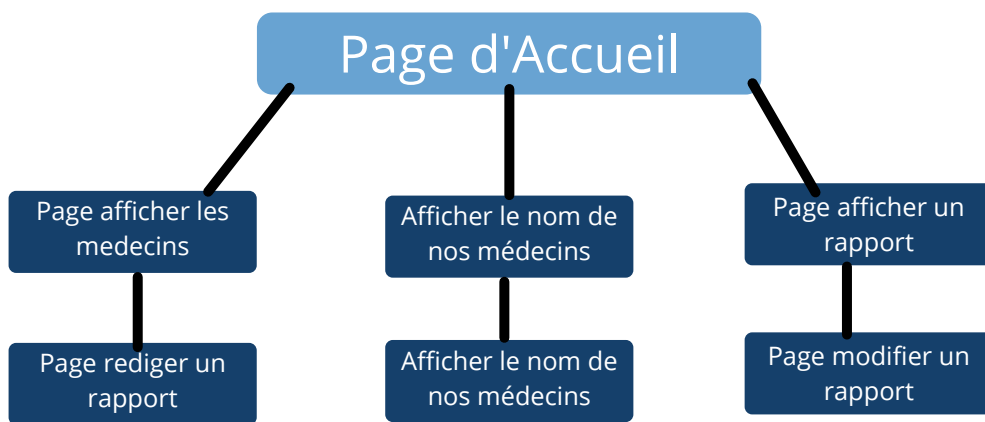 Page d'Accueil
Page afficher les
medecins
Afficher le nom de
nos médecins
Page afficher un
rapport
Page rediger un
rapport
Afficher le nom de
nos médecins
Page modifier un
rapport